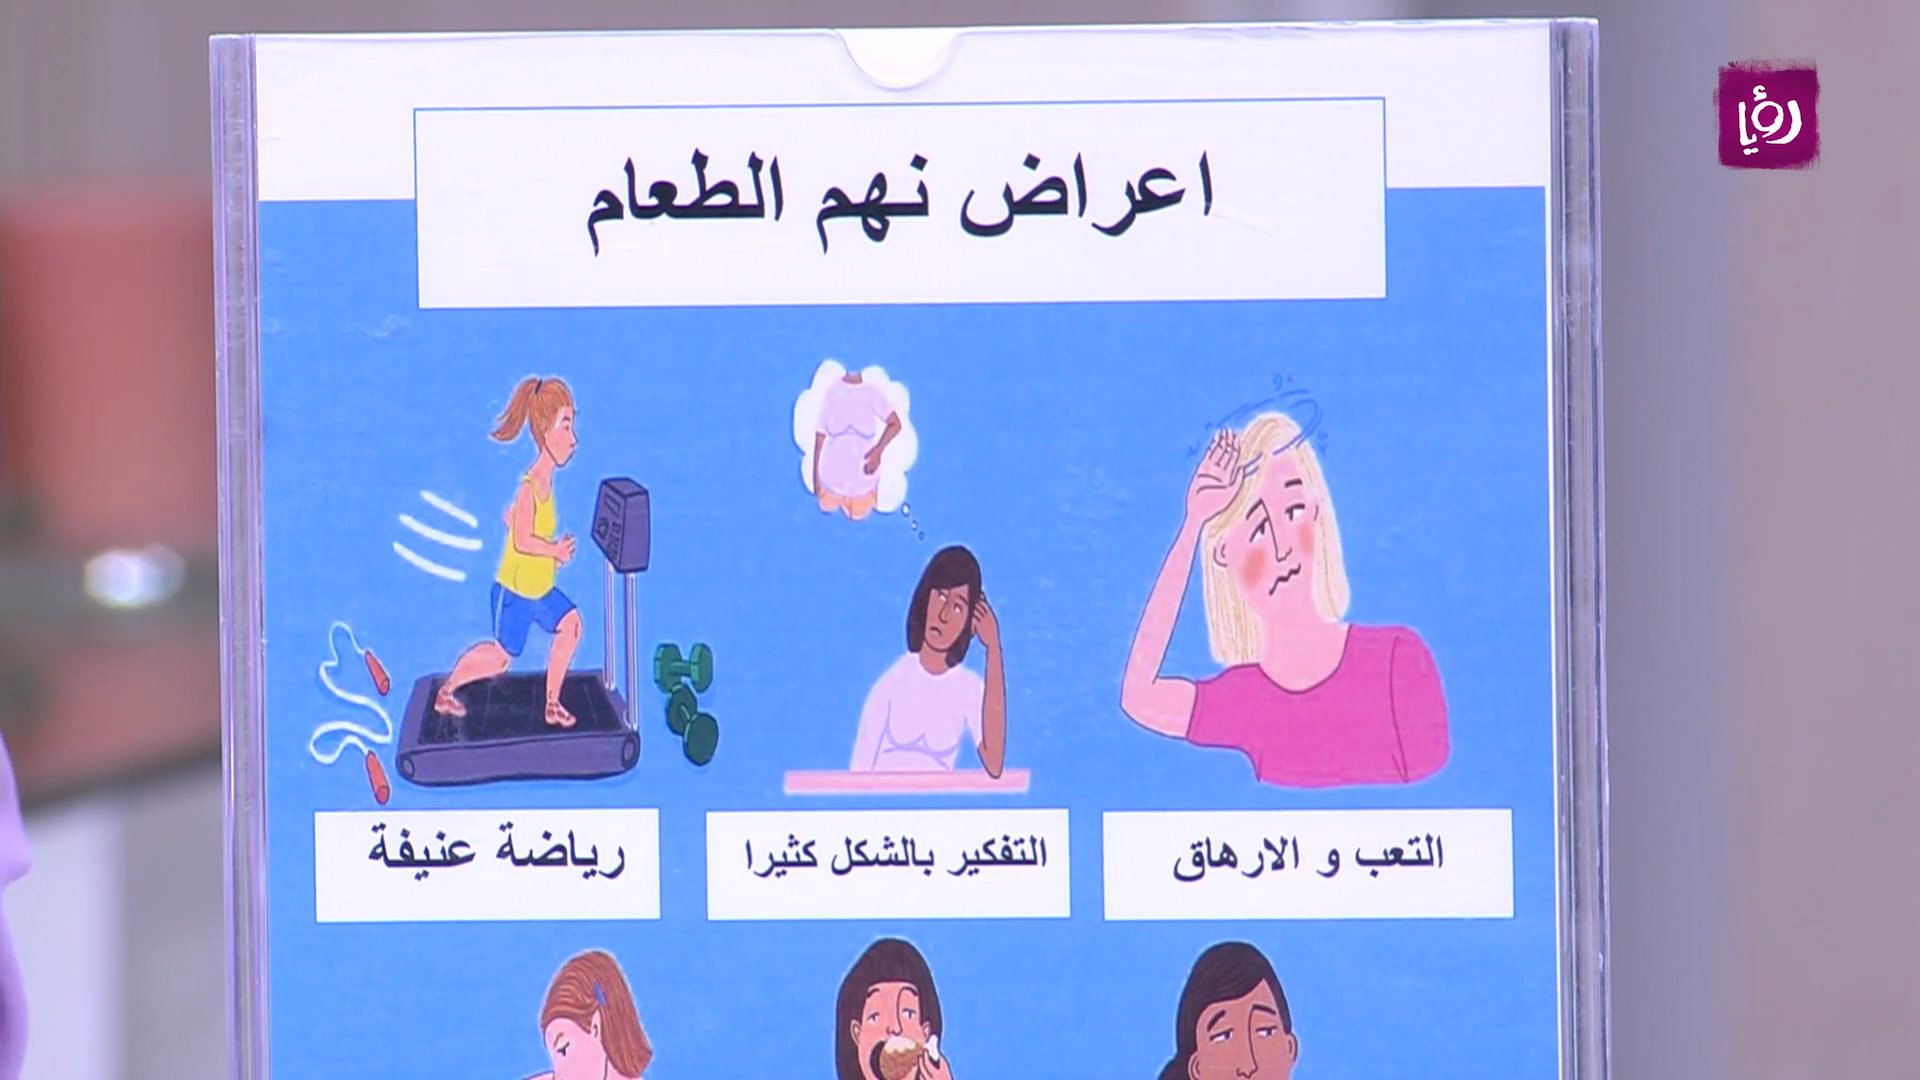 رؤيا
اعراض نهم الطعام
التعب و الارهاق
التفكير بالشكل كثيرا
رياضة عنيفة